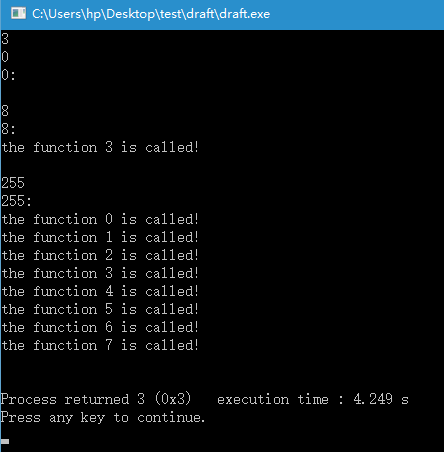 C:\Users\hp\Desktop\test\draft\draft.exe
3
0
0:
8
8:
the function 3 is called!
255
255:
the function 0 is called!
the function 1 is called!
the function 2 is called!
the function 3 is called!
the function 4 is called!
the function 5 is called!
the function 6 is called!
the function 7 is called!
Process returned 3 (0x3)   execution time : 4.249 s
Press any key to continue.